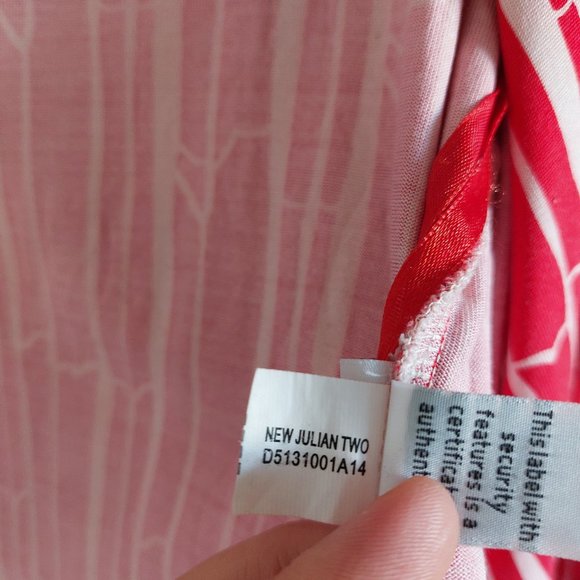 NEW JULIAN TWO
D5131001A14
This label with
security
features is a
certificat
authent